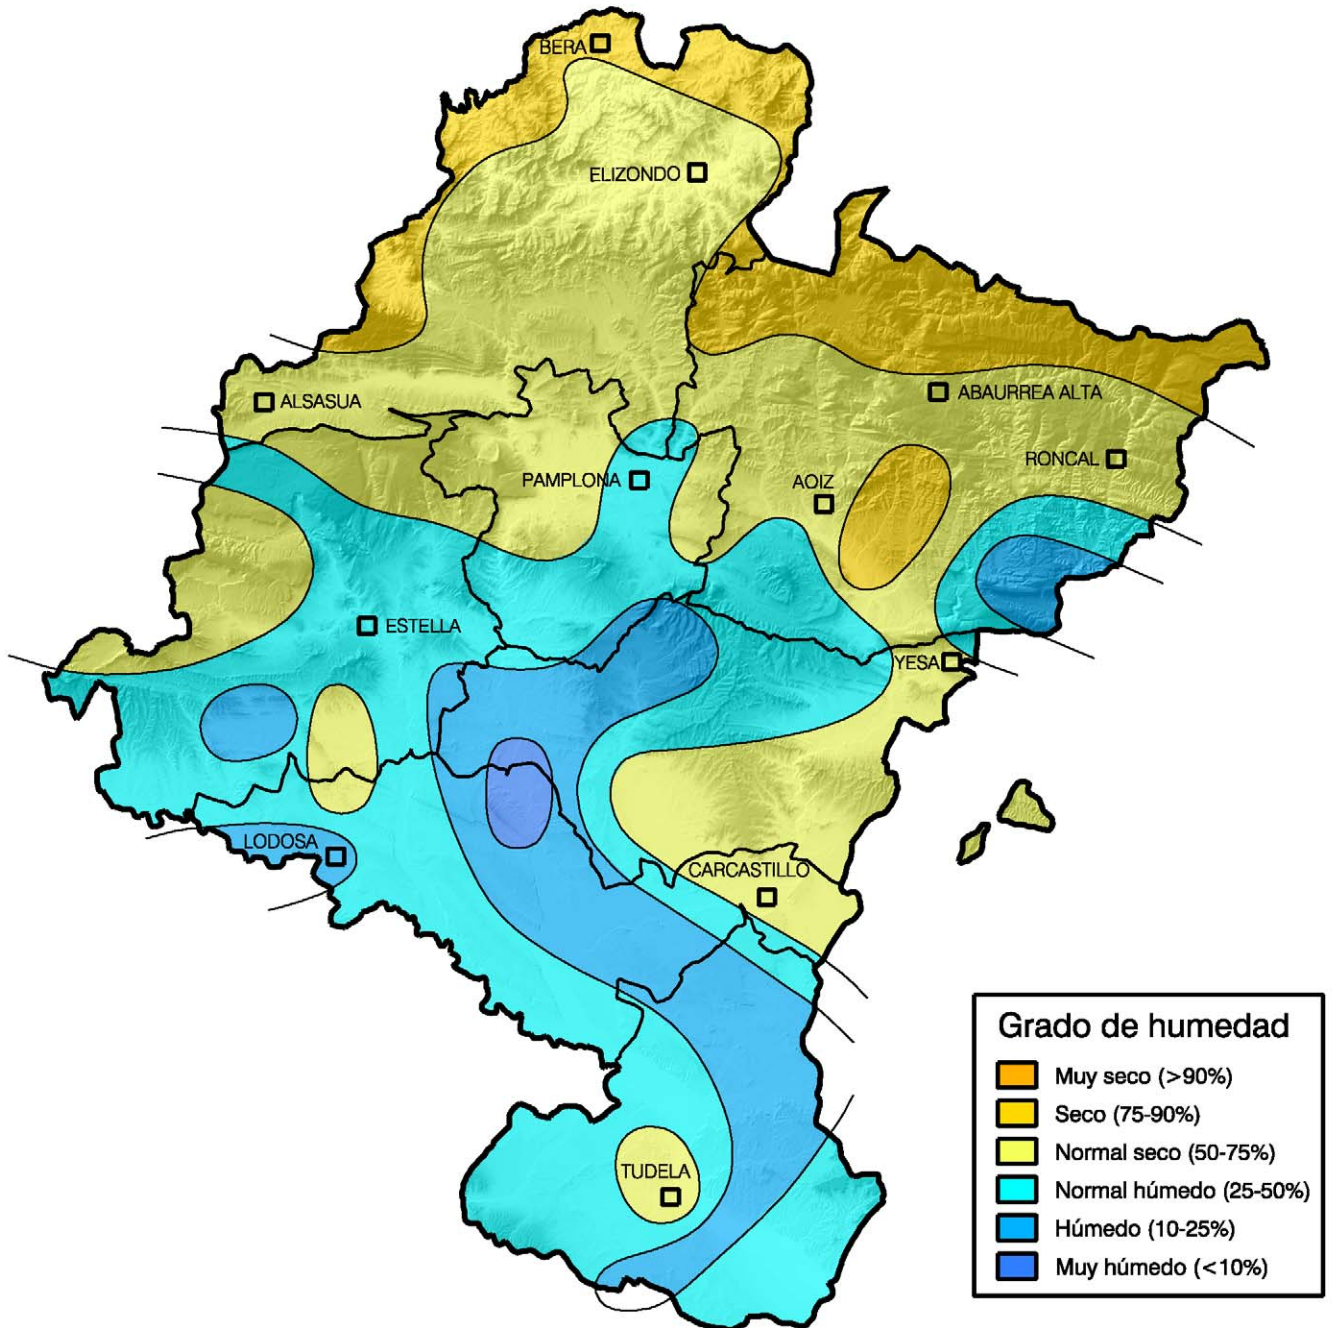 BERA
ELIZONDO
ALSASUA
ABAURREA ALTA
RONCAL
PAMPLONA
AOIZ
ESTELLA
YESA
LODOSA
CARCASTILLO
TUDELA
Grado de humedad
Muy seco (>90%)
Seco (75-90%)
Normal seco (50-75%)
Normal húmedo (25-50%)
Húmedo (10-25%)
Muy húmedo (<10%)